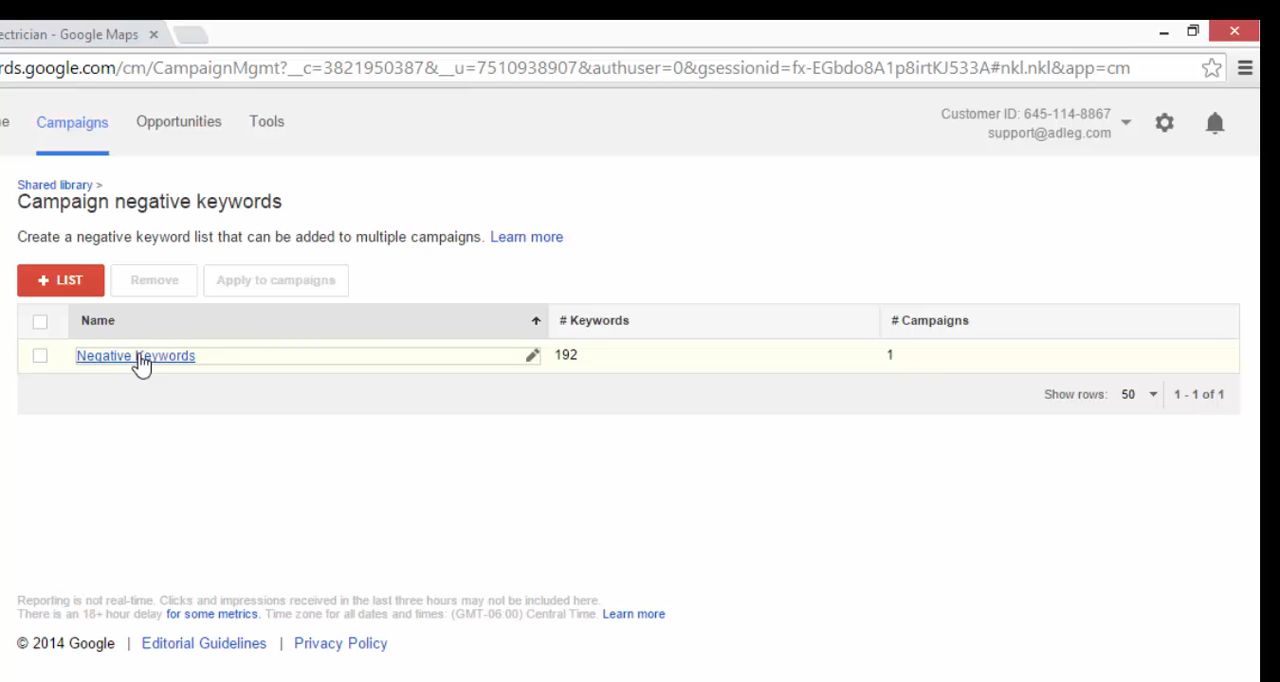 ectrician - Google Maps
rds.google.com/cm/CampaignMgmt?__c=3821950387&__u=7510938907&authuser=0&gsessionid=fx-EGbdo8A1p8irtKJ533A#nkl.nkl&app=cm
e Campaigns Opportunities Tools
Customer ID: 645-114-8867
support@adleg.com
Shared library >
Campaign negative keywords
Create a negative keyword list that can be added to multiple campaigns. Learn more
+ LIST Remove Apply to campaigns
Name # Keywords # Campaigns
Negative Keywords 192 1
Show rows: 50 1 - 1 of 1
Reporting is not real-time. Clicks and impressions received in the last three hours may not be included here.
There is an 18+ hour delay for some metrics. Time zone for all dates and times: (GMT-06:00) Central Time. Learn more
© 2014 Google | Editorial Guidelines | Privacy Policy